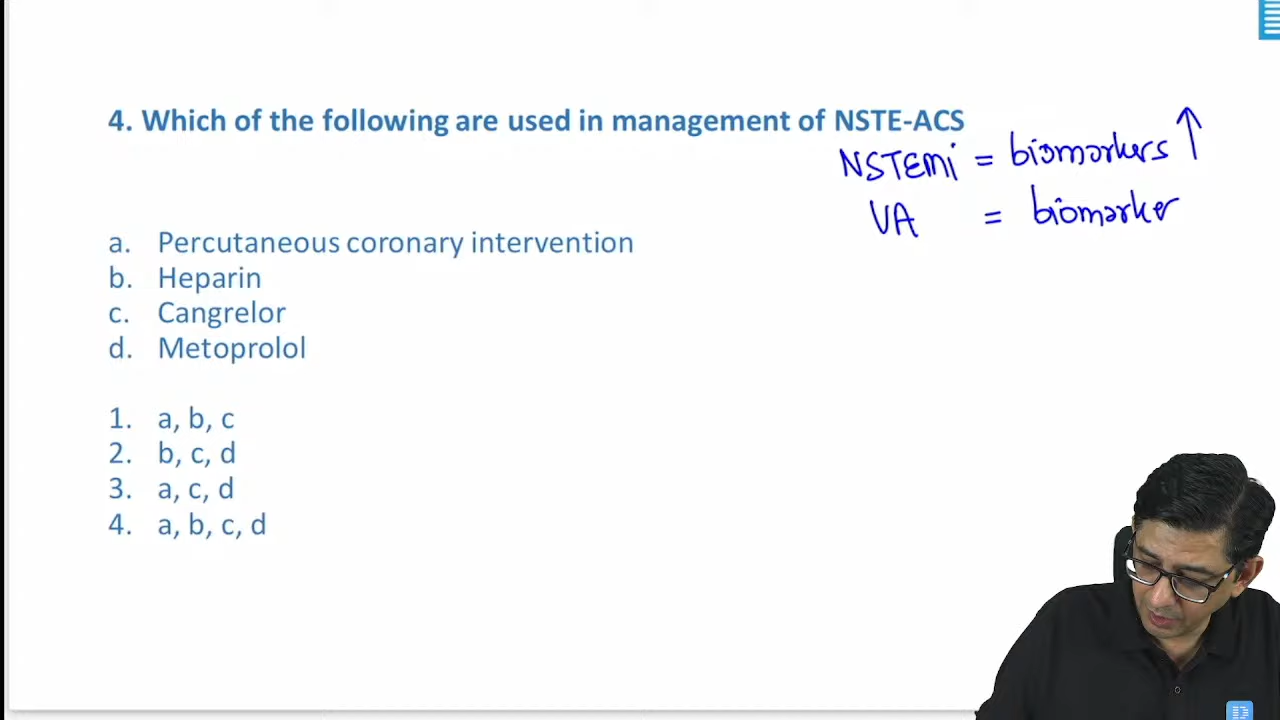 4. Which of the following are used in management of NSTE-ACS
NSTEMi = biomarkers ↑
VA = biomarker
a. Percutaneous coronary intervention
b. Heparin
c. Cangrelor
d. Metoprolol
1. a, b, c
2. b, c, d
3. a, c, d
4. a, b, c, d